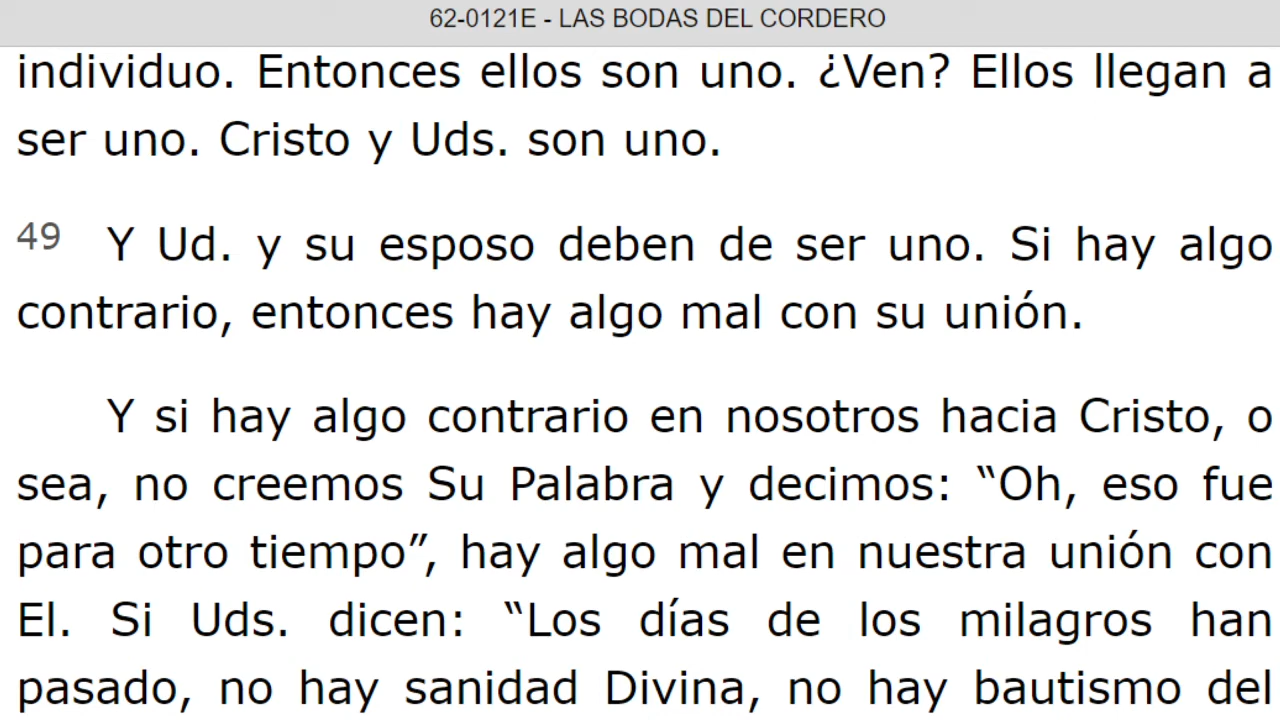 62-0121E - LAS BODAS DEL CORDERO
individuo. Entonces ellos son uno. ¿Ven? Ellos llegan a
ser uno. Cristo y Uds. son uno.
49 Y Ud. y su esposo deben de ser uno. Si hay algo
contrario, entonces hay algo mal con su unión.
Y si hay algo contrario en nosotros hacia Cristo, o
sea, no creemos Su Palabra y decimos: “Oh, eso fue
para otro tiempo”, hay algo mal en nuestra unión con
El. Si Uds. dicen: “Los días de los milagros han
pasado, no hay sanidad Divina, no hay bautismo del